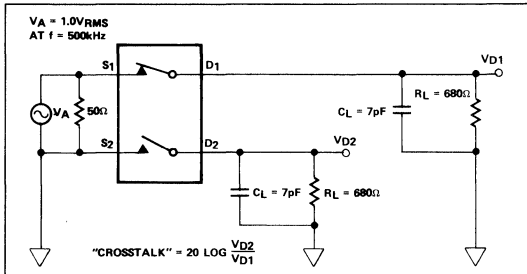 VA = 1.0VRMS
AT f = 500kHz
S1
D1
VD1
VA
50Ω
CL = 7pF
RL = 680Ω
S2
D2
VD2
CL = 7pF
RL = 680Ω
"CROSSTALK" = 20 LOG VD2
VD1